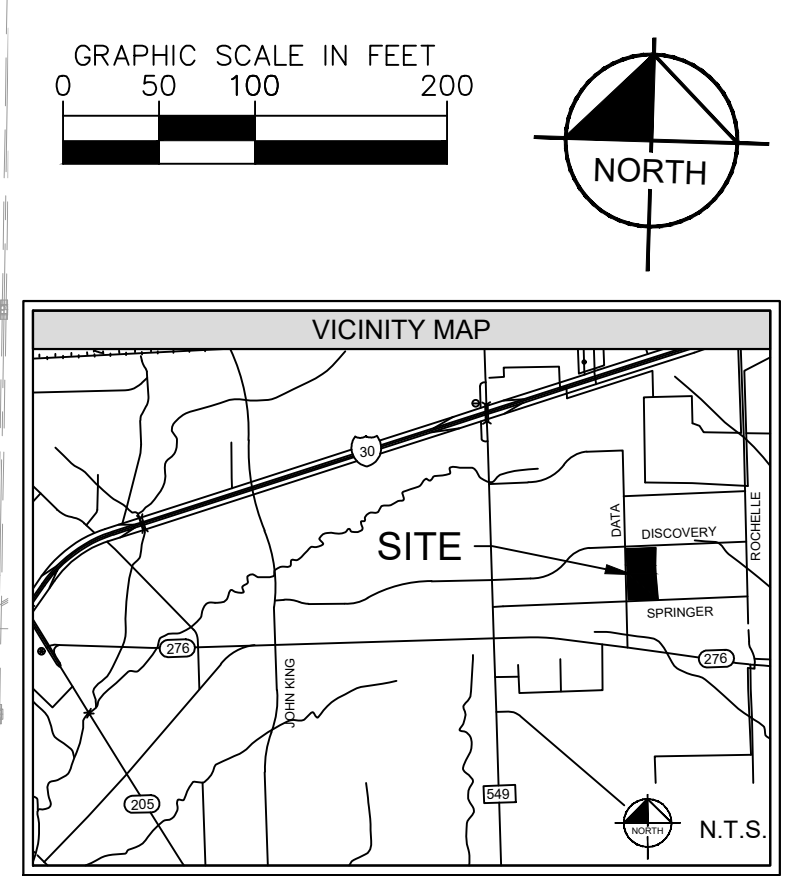 GRAPHIC SCALE IN FEET
0 50 100 200
NORTH
VICINITY MAP
30
DATA
DISCOVERY
ROCHELLE
SITE
SPRINGER
276
276
JOHN KING
205
549
NORTH
N.T.S.